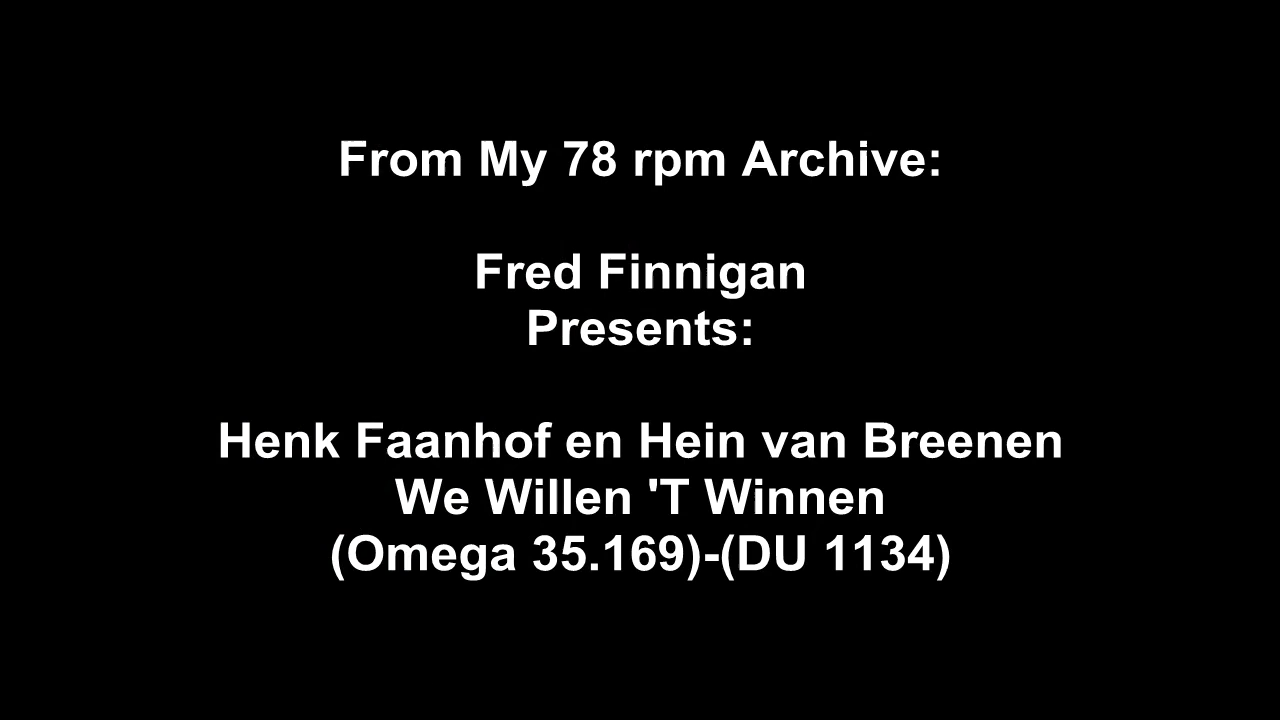 From My 78 rpm Archive:
Fred Finnigan
Presents:
Henk Faanhof en Hein van Breenen
We Willen 'T Winnen
(Omega 35.169)-(DU 1134)